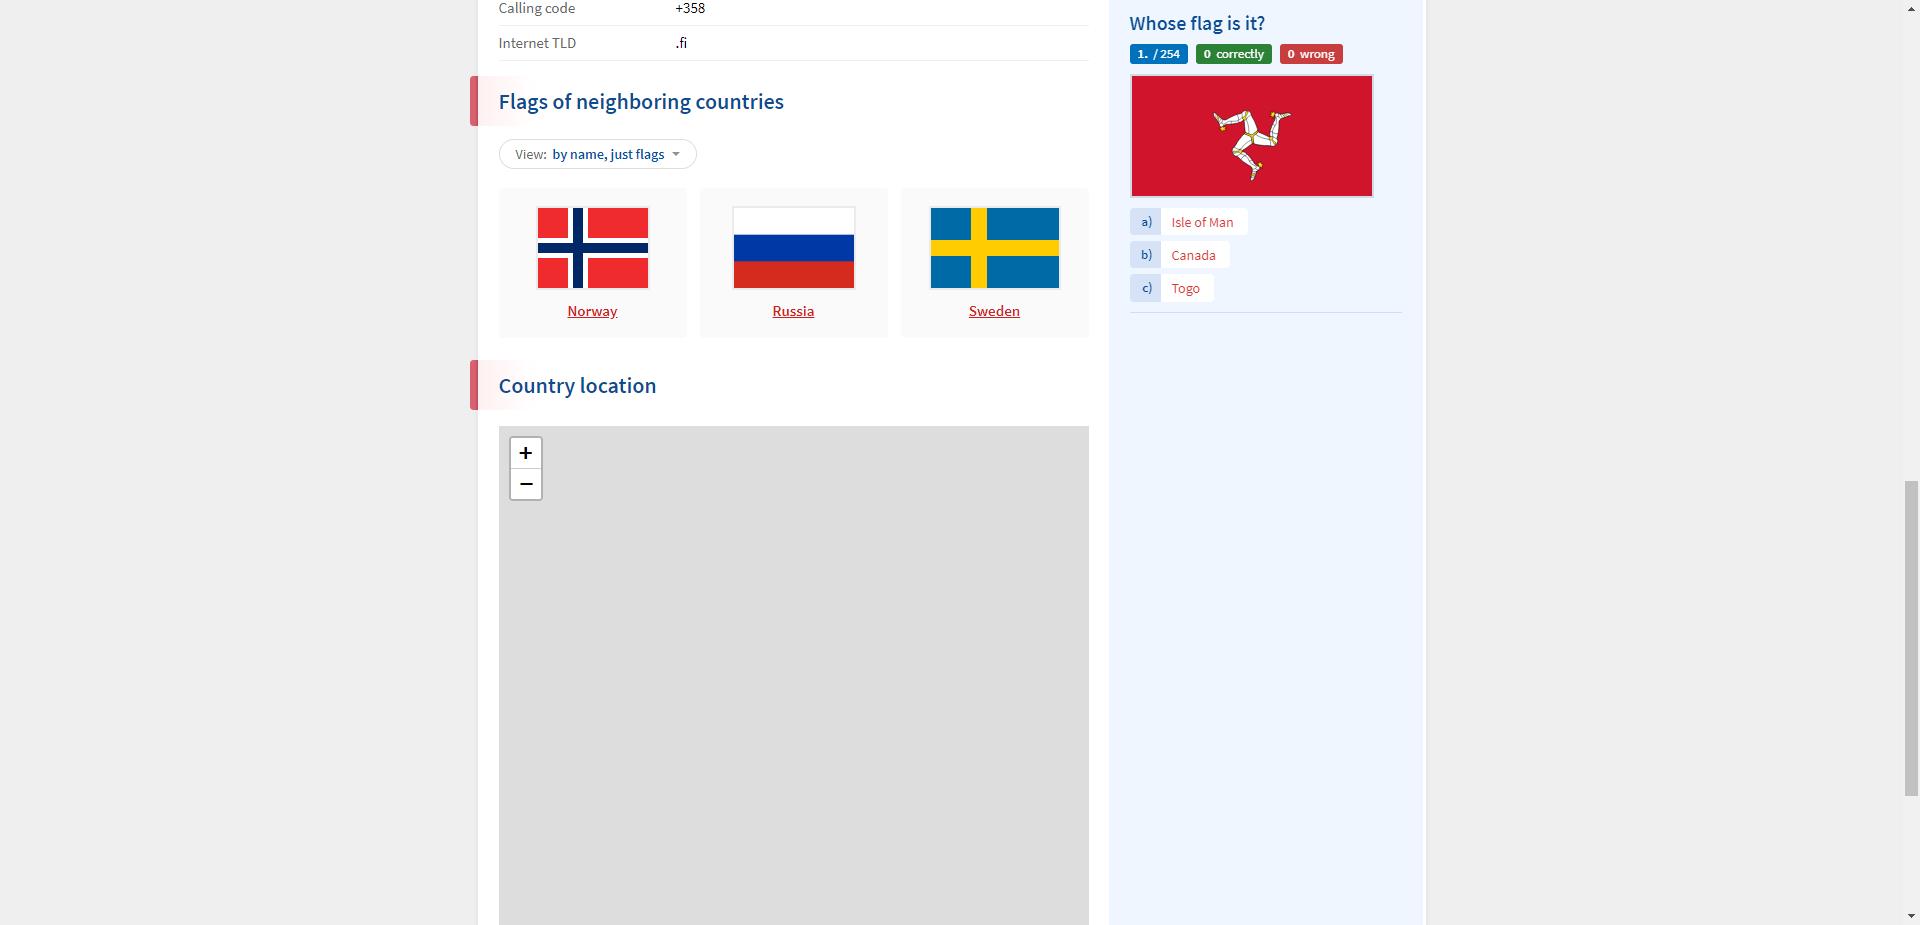 Calling code +358
Internet TLD .fi
Flags of neighboring countries
View: by name, just flags
Norway Russia Sweden
Country location
+
−
Whose flag is it?
1. / 254 0 correctly 0 wrong
a) Isle of Man
b) Canada
c) Togo